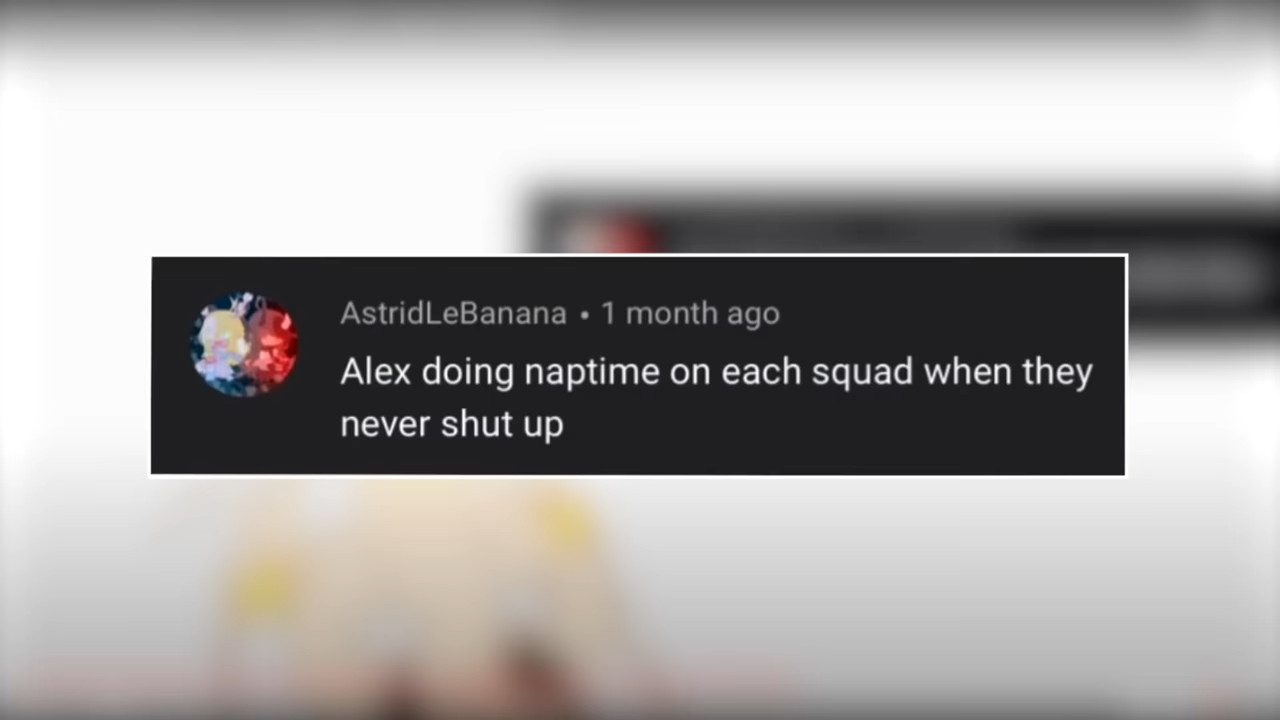 AstridLeBanana • 1 month ago
Alex doing naptime on each squad when they
never shut up